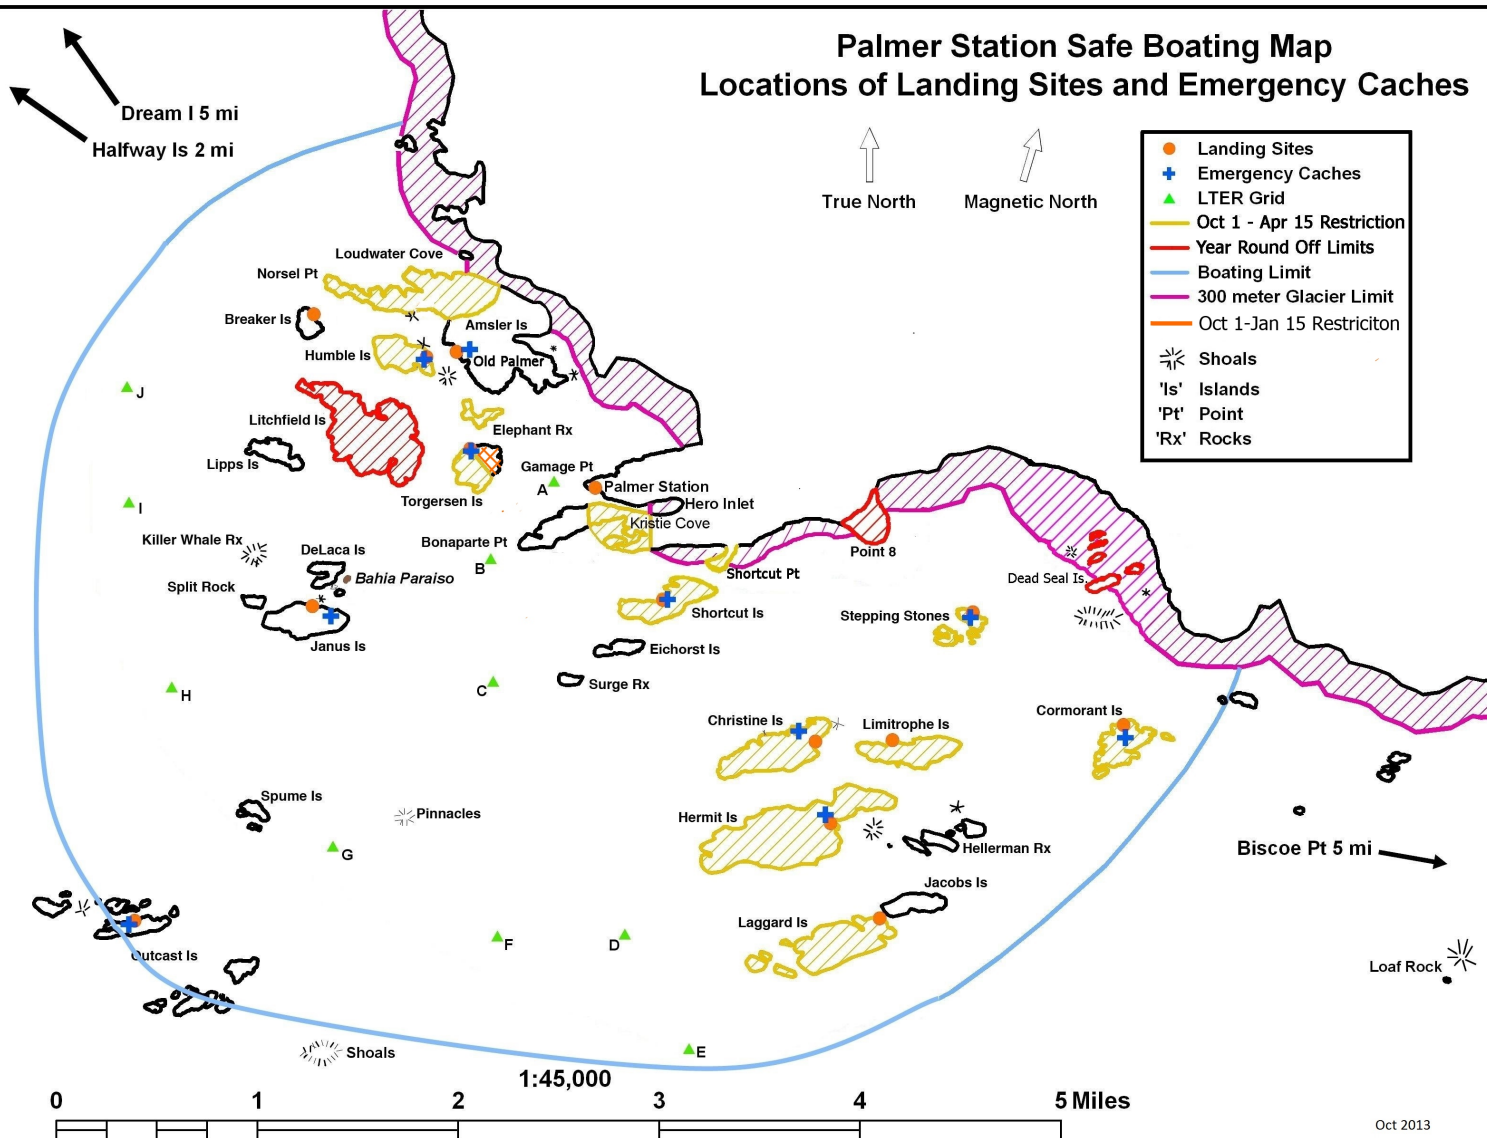 Palmer Station Safe Boating Map
Locations of Landing Sites and Emergency Caches
Dream I 5 mi
Halfway Is 2 mi
True North
Magnetic North
Landing Sites
Emergency Caches
LTER Grid
Oct 1 - Apr 15 Restriction
Year Round Off Limits
Boating Limit
300 meter Glacier Limit
Oct 1-Jan 15 Restriciton
Shoals
'Is' Islands
'Pt' Point
'Rx' Rocks
Loudwater Cove
Norsel Pt
Breaker Is
Amsler Is
Humble Is
Old Palmer
J
Litchfield Is
Elephant Rx
Lipps Is
Gamage Pt
A
Palmer Station
Torgersen Is
Hero Inlet
I
Kristie Cove
Killer Whale Rx
DeLaca Is
Bonaparte Pt
Point 8
B
Bahia Paraiso
Shortcut Pt
Dead Seal Is.
Split Rock
Shortcut Is
Stepping Stones
Janus Is
Eichorst Is
H
C
Surge Rx
Christine Is
Limitrophe Is
Cormorant Is
Spume Is
Pinnacles
Hermit Is
G
Hellerman Rx
Biscoe Pt 5 mi
Jacobs Is
Laggard Is
F
D
Outcast Is
Loaf Rock
Shoals
E
1:45,000
0 1 2 3 4 5 Miles
Oct 2013